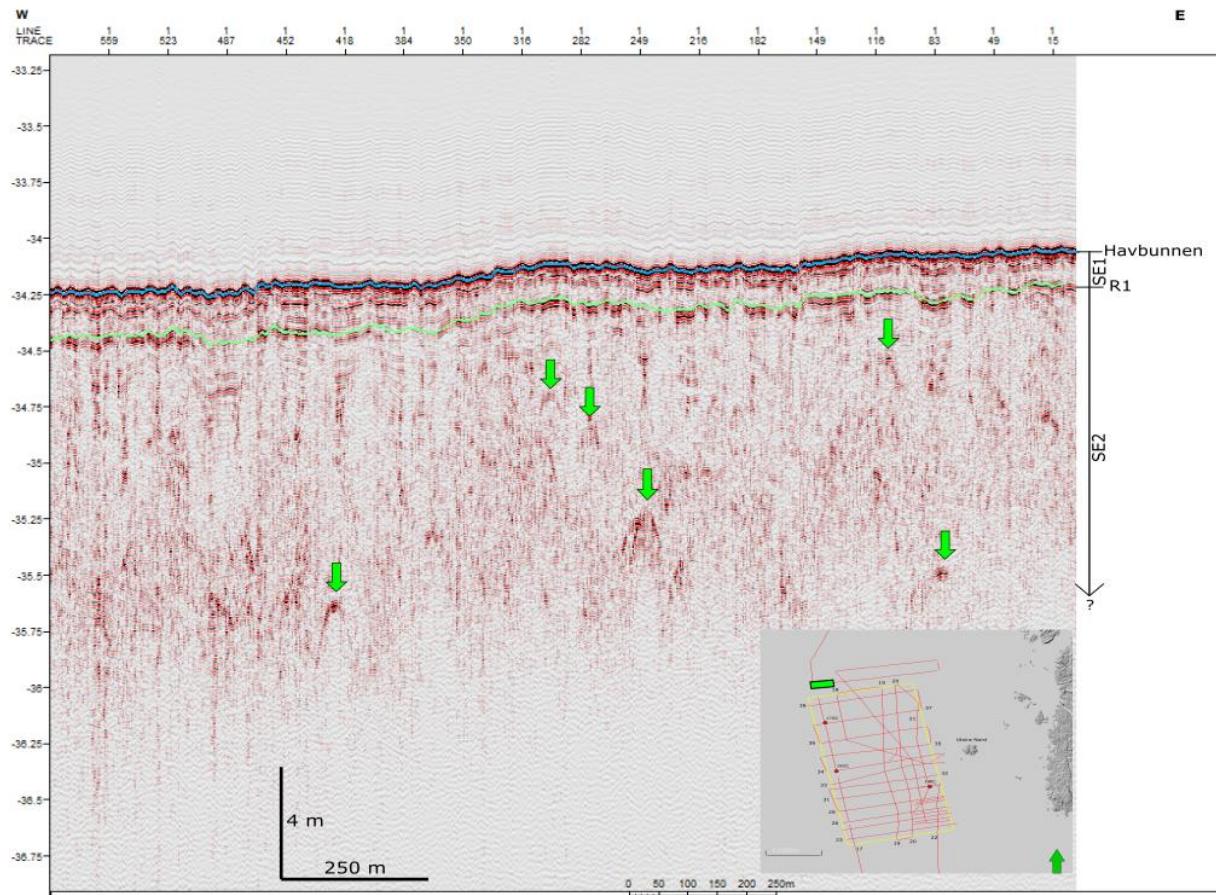 W E
LINE 1 1 1 1 1 1 1 1 1 1 1 1 1 1 1 1 1
TRACE 559 523 487 452 418 384 350 316 282 249 216 182 149 116 83 49 15
-33.25
-33.5
-33.75
-34
Havbunnen
SE1
-34.25
R1
-34.5
-34.75
SE2
-35
-35.25
-35.5
?
-35.75
-36
-36.25
-36.5
-36.75
4 m
250 m
Utsira Nord
0 50 100 150 200 250m